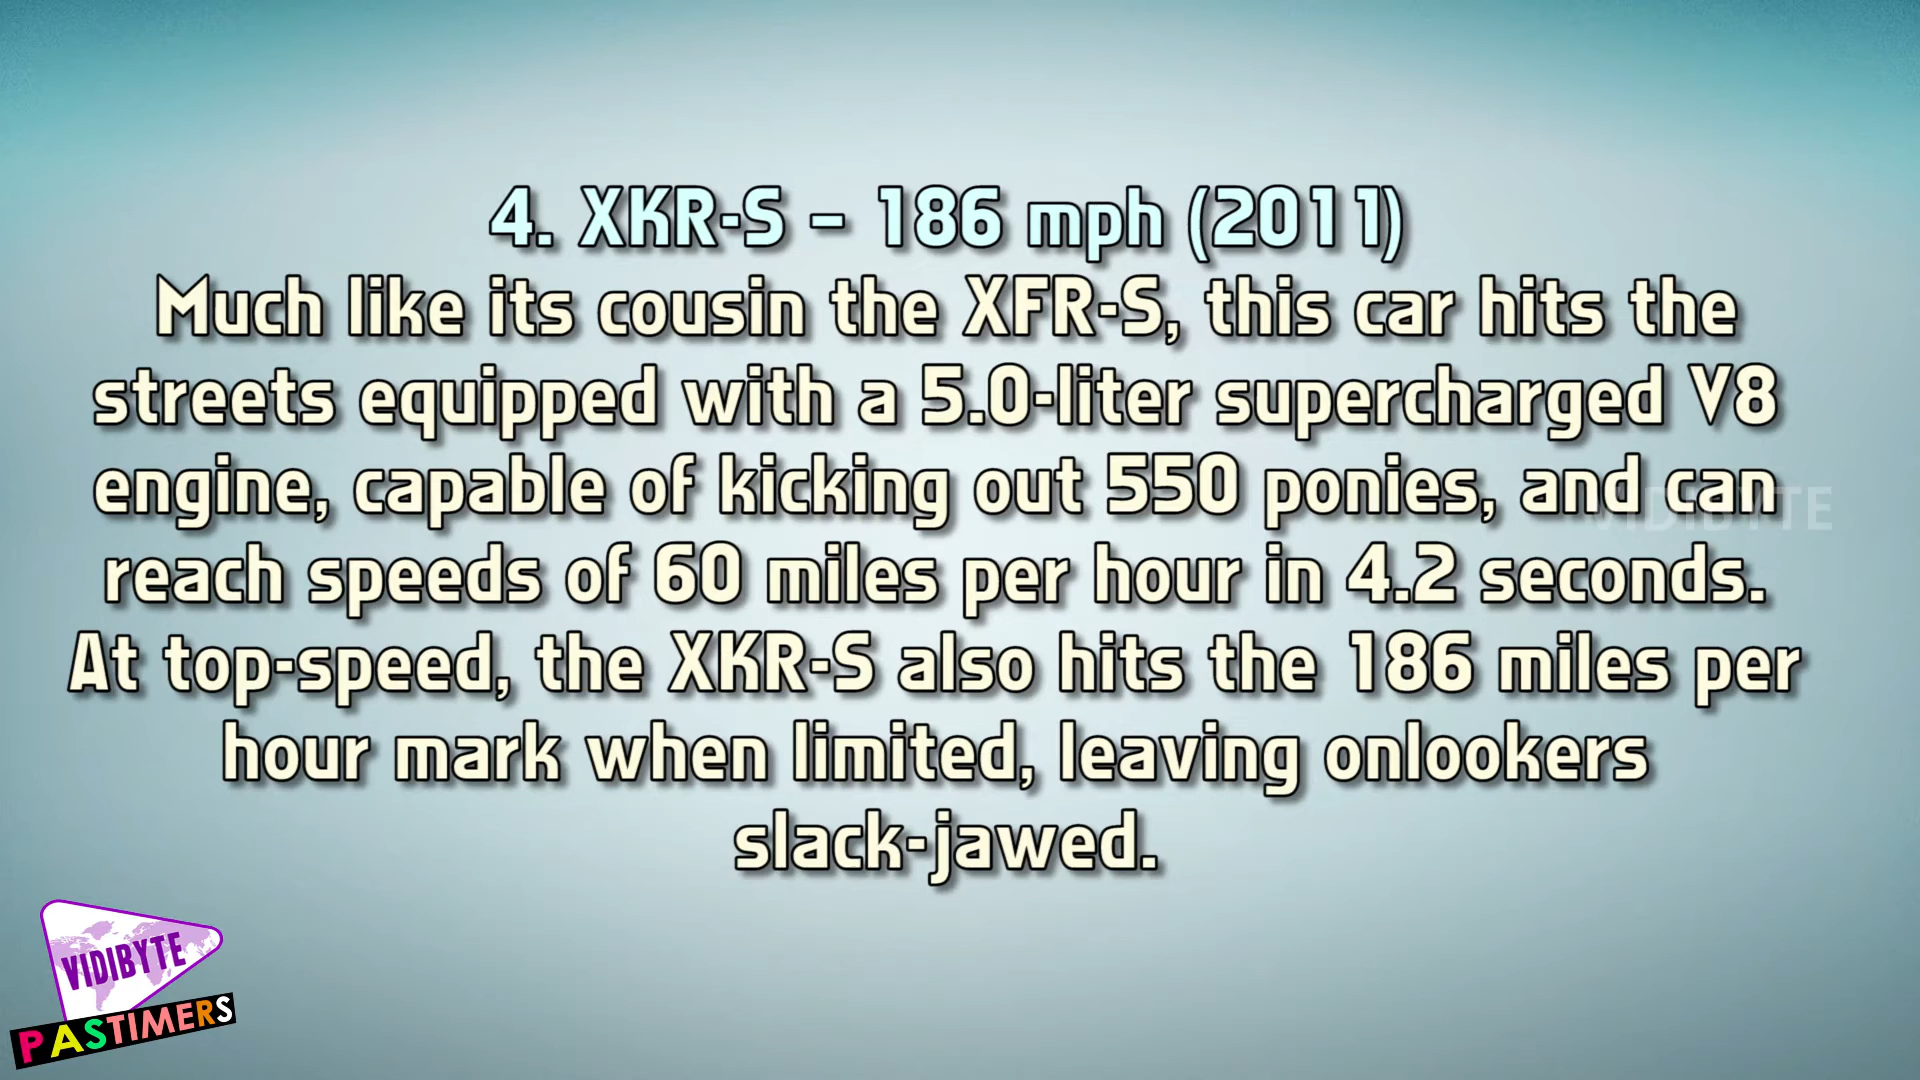 4. XKR-S – 186 mph (2011)
Much like its cousin the XFR-S, this car hits the
streets equipped with a 5.0-liter supercharged V8
engine, capable of kicking out 550 ponies, and can
reach speeds of 60 miles per hour in 4.2 seconds.
At top-speed, the XKR-S also hits the 186 miles per
hour mark when limited, leaving onlookers
slack-jawed.
VIDIBYTE
VIDIBYTE
PASTIMERS